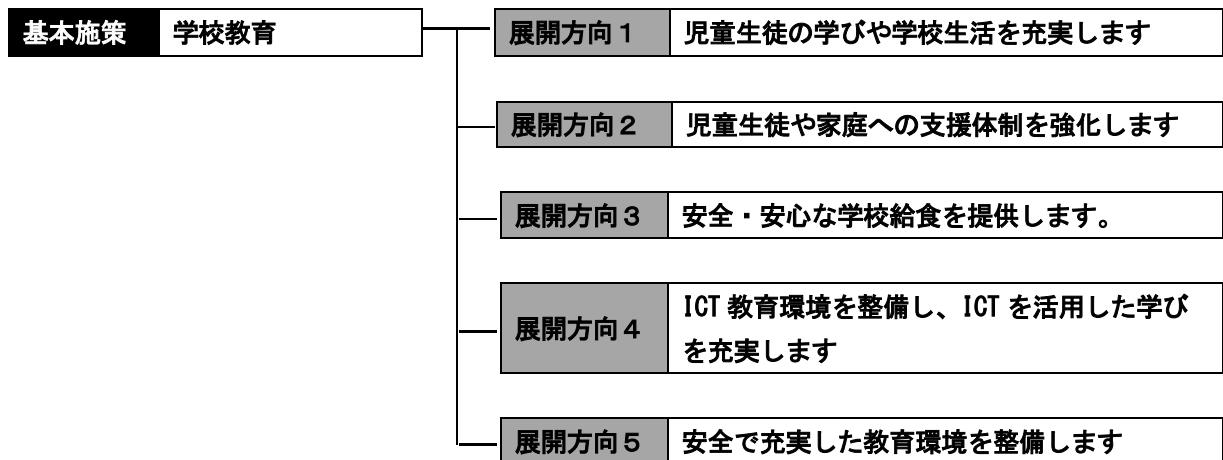 基本施策 学校教育
展開方向１ 児童生徒の学びや学校生活を充実します
展開方向２ 児童生徒や家庭への支援体制を強化します
展開方向３ 安全・安心な学校給食を提供します。
展開方向４ ICT 教育環境を整備し、ICT を活用した学び
を充実します
展開方向５ 安全で充実した教育環境を整備します